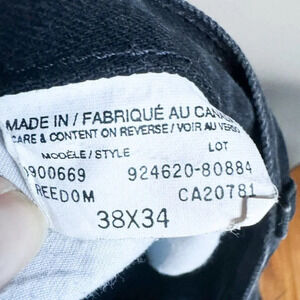 MADE IN / FABRIQUÉ AU CANADA
CARE & CONTENT ON REVERSE / VOIR AU VERSO
MODÈLE / STYLE LOT
0900669 924620-80884
FREEDOM CA20781
38X34